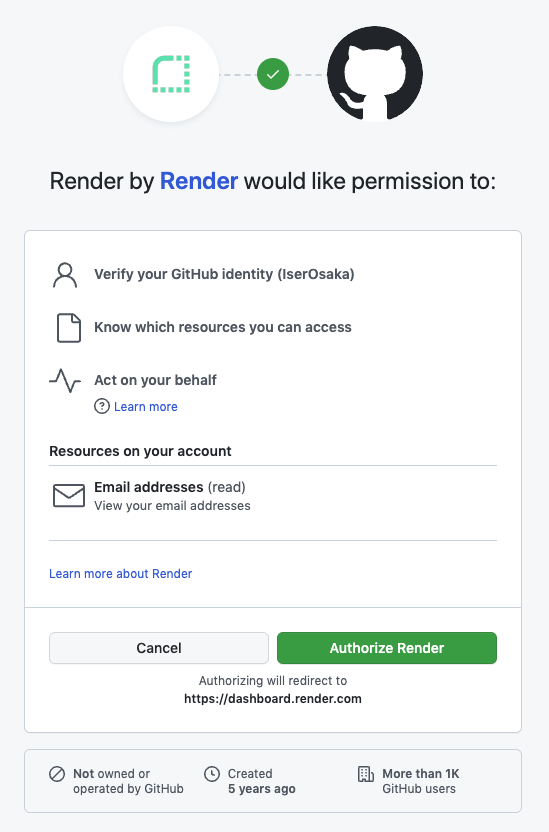 Render by Render would like permission to:
Verify your GitHub identity (IserOsaka)
Know which resources you can access
Act on your behalf
Learn more
Resources on your account
Email addresses (read)
View your email addresses
Learn more about Render
Cancel
Authorize Render
Authorizing will redirect to
https://dashboard.render.com
Not owned or
operated by GitHub
Created
5 years ago
More than 1K
GitHub users